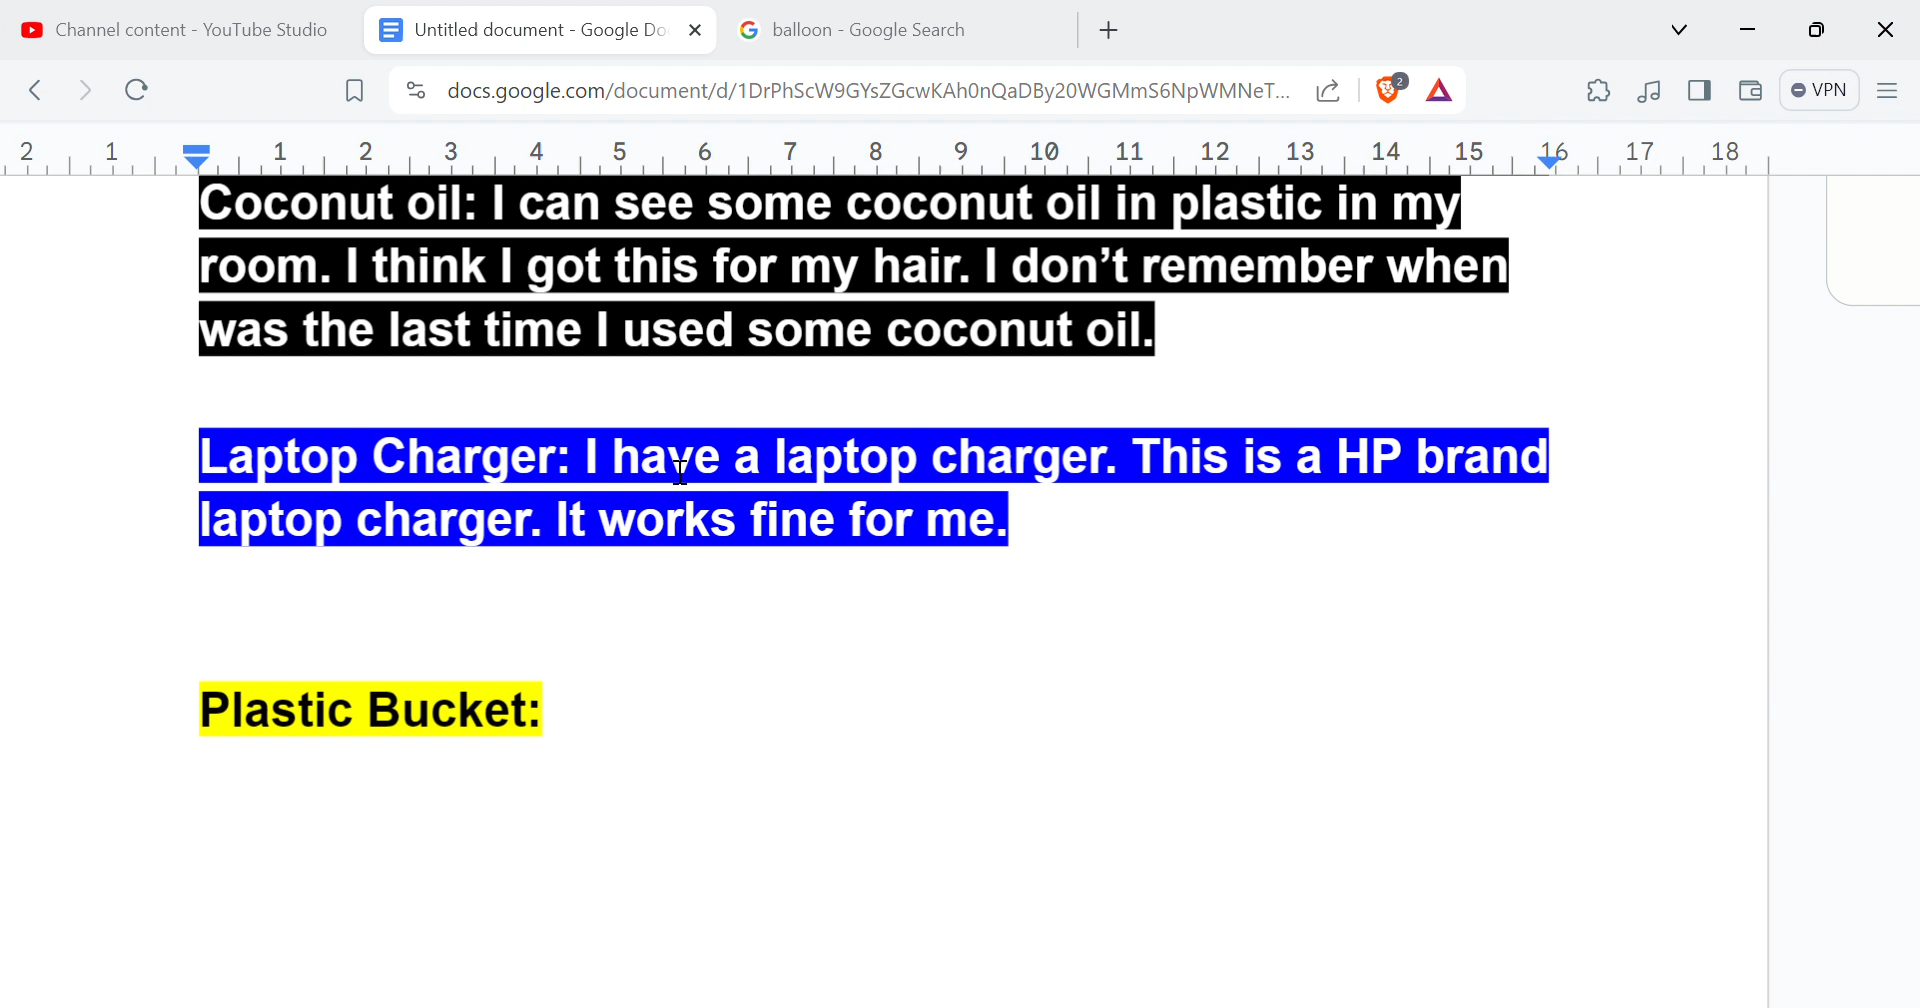 Channel content - YouTube Studio
Untitled document - Google Do
balloon - Google Search
docs.google.com/document/d/1DrPhScW9GYsZGcwKAh0nQaDBy20WGMmS6NpWMNeT...
2
VPN
2 1 1 2 3 4 5 6 7 8 9 10 11 12 13 14 15 16 17 18
Coconut oil: I can see some coconut oil in plastic in my
room. I think I got this for my hair. I don’t remember when
was the last time I used some coconut oil.
Laptop Charger: I have a laptop charger. This is a HP brand
laptop charger. It works fine for me.
Plastic Bucket: